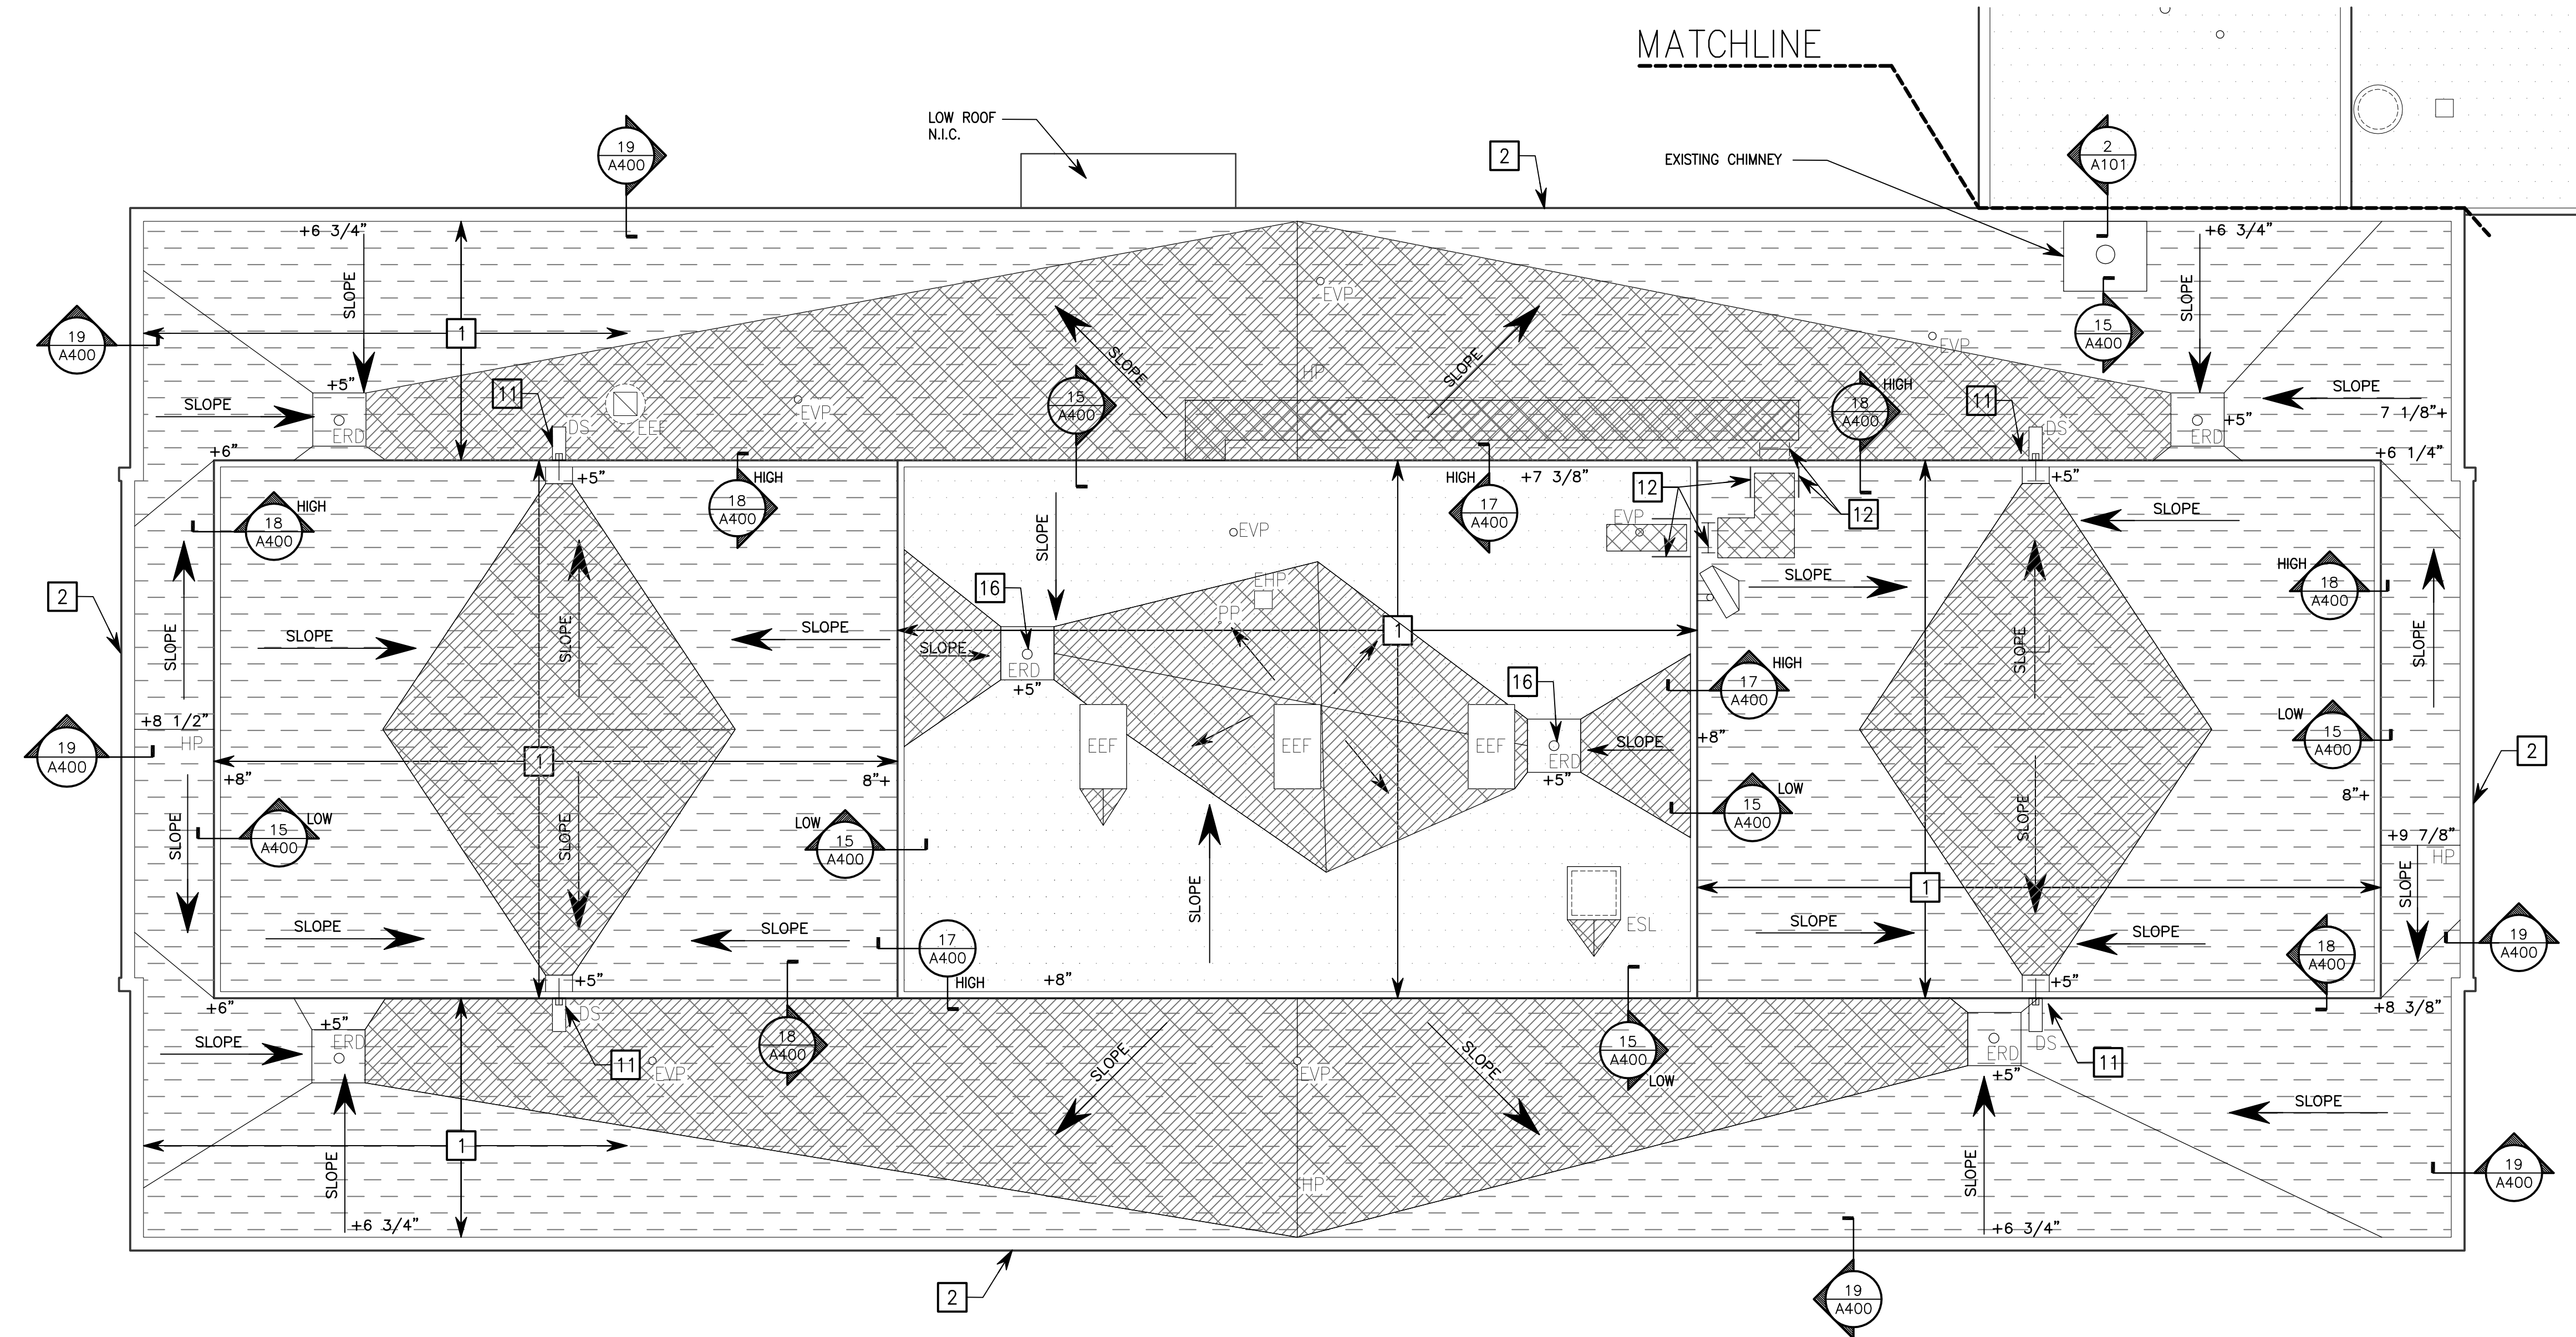 MATCHLINE
LOW ROOF
N.I.C.
19
A400
2
EXISTING CHIMNEY
2
A101
+6 3/4"
+6 3/4"
SLOPE
SLOPE
EVP
19
A400
1
15
A400
EVP
SLOPE
SLOPE
HP
+5"
11
15
A400
18
A400
HIGH
11
SLOPE
7 1/8"+
SLOPE
ERD
DS
EEF
EVP
DS
ERD
+5"
+6"
+6 1/4"
+5"
HIGH
HIGH
+7 3/8"
+5"
18
A400
HIGH
18
A400
17
A400
12
12
SLOPE
SLOPE
EVP
EVP
2
16
EHP
SLOPE
HIGH
18
A400
PP
SLOPE
SLOPE
SLOPE
SLOPE
SLOPE
SLOPE
SLOPE
1
ERD
+5"
16
17
A400
HIGH
+8 1/2"
HP
19
A400
EEF
EEF
EEF
SLOPE
+8"
LOW
15
A400
2
ERD
+5"
+8"
1
8"+
8"+
15
A400
LOW
LOW
15
A400
15
A400
LOW
SLOPE
SLOPE
SLOPE
+9 7/8"
HP
SLOPE
SLOPE
1
SLOPE
SLOPE
17
A400
HIGH
ESL
SLOPE
SLOPE
18
A400
19
A400
+5"
+8"
+5"
+6"
+8 3/8"
+5"
DS
ERD
SLOPE
18
A400
SLOPE
SLOPE
15
A400
LOW
ERD
DS
+5"
11
EVP
EVP
11
SLOPE
1
SLOPE
SLOPE
19
A400
HP
+6 3/4"
+6 3/4"
2
19
A400